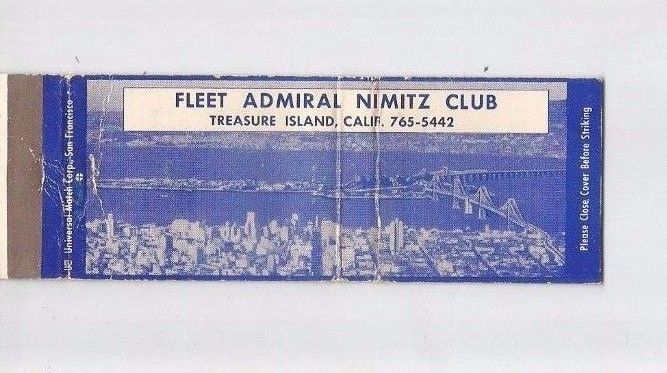 FLEET ADMIRAL NIMITZ CLUB
TREASURE ISLAND, CALIF. 765-5442
Please Close Cover Before Striking
Universal Match Corp., San Francisco